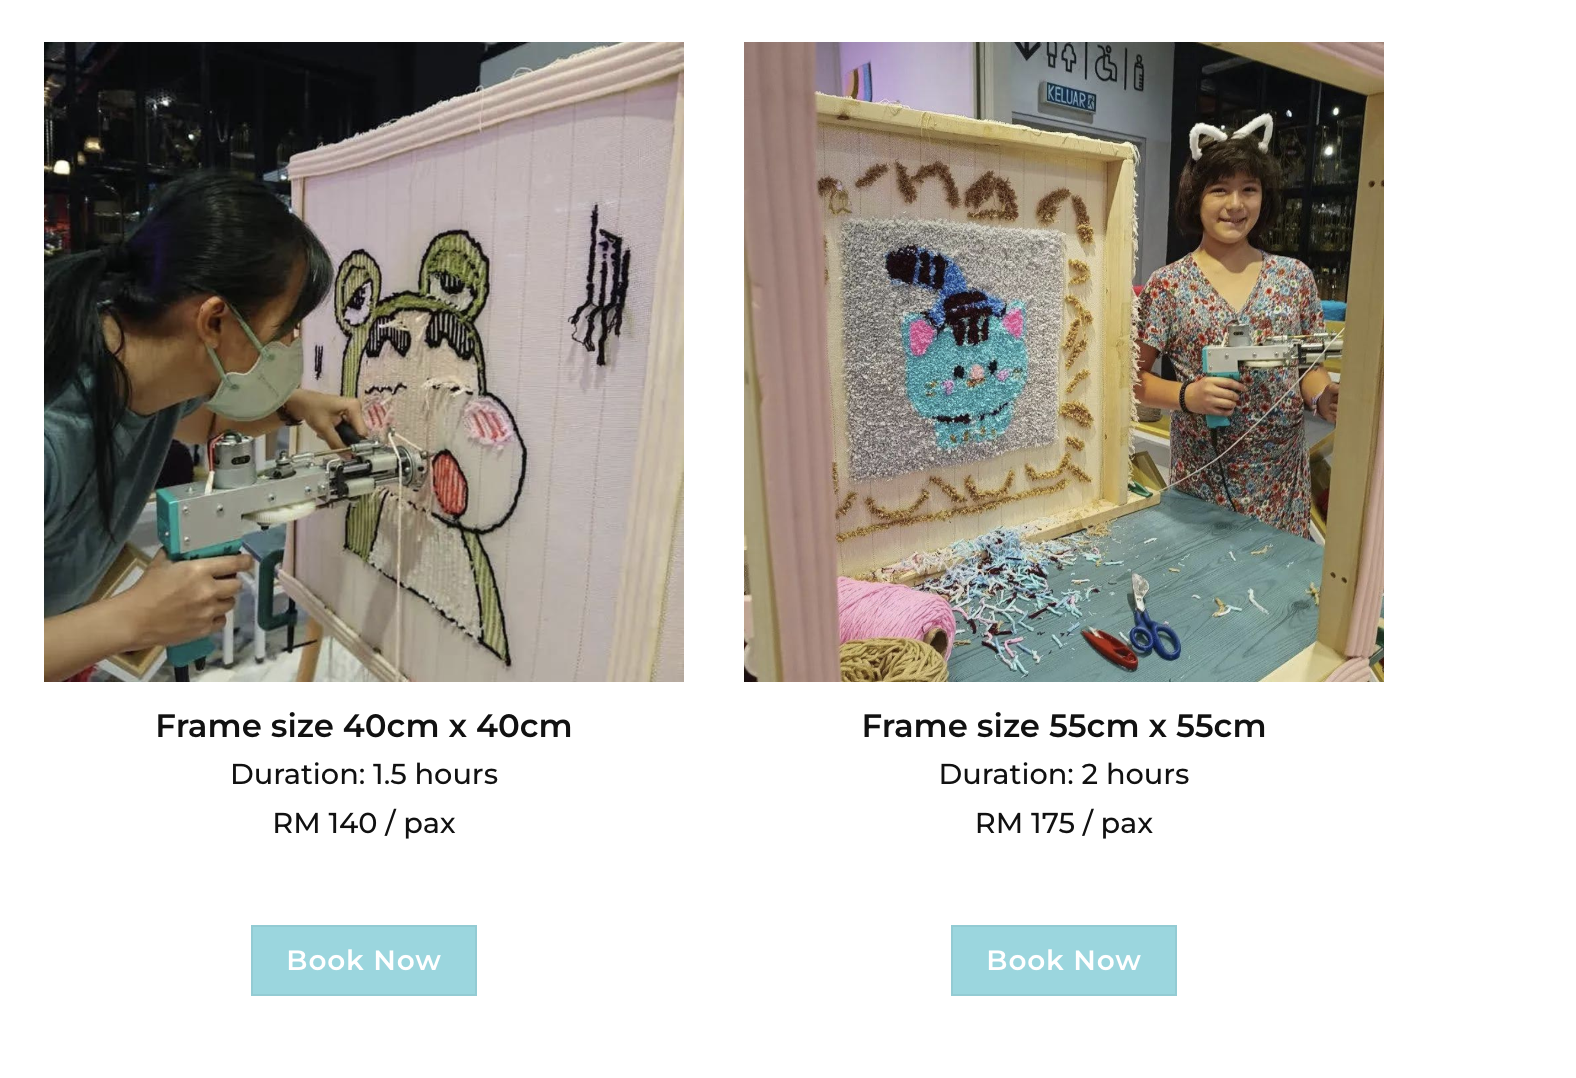 KELUAR
Frame size 40cm x 40cm
Duration: 1.5 hours
RM 140 / pax
Book Now
Frame size 55cm x 55cm
Duration: 2 hours
RM 175 / pax
Book Now